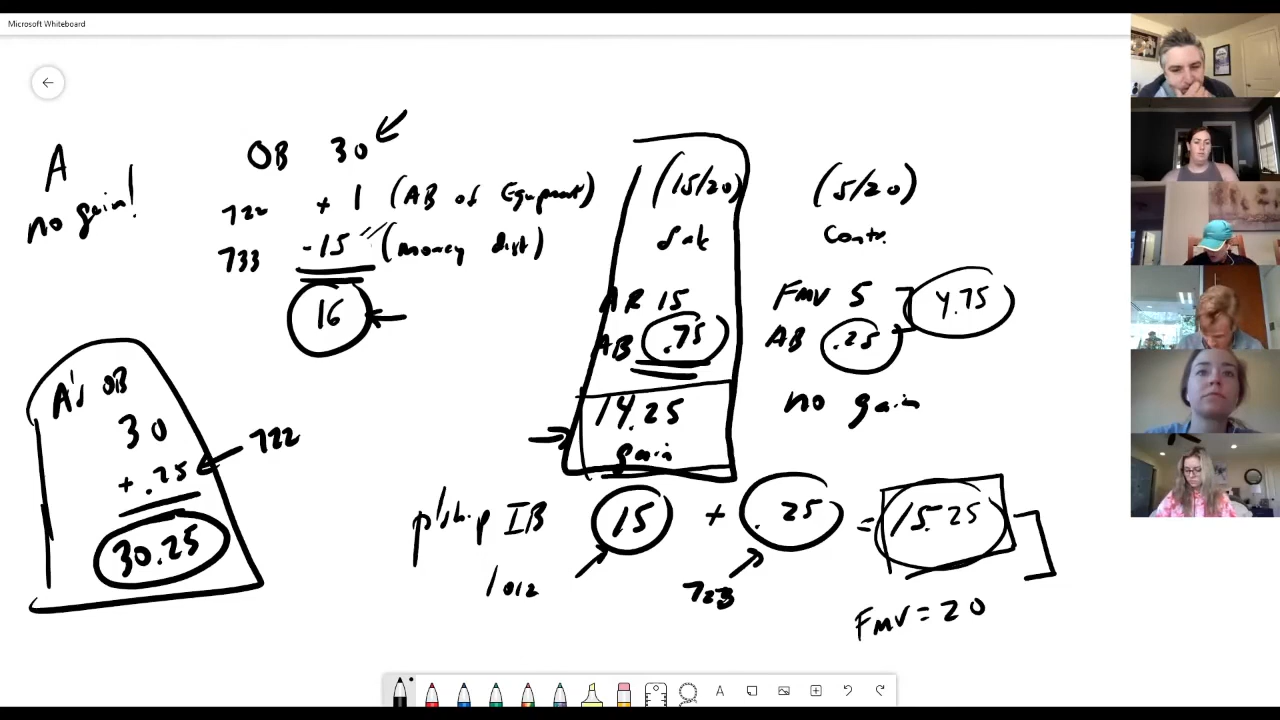 Microsoft Whiteboard
A
no gain!
OB 30
722 + 1 (AB of Equipment)
733 -15 (money dist)
16
A's OB
30
+ .25
30.25
722
(15/20)
Sale
AR 15
AB .75
14.25
gain
(5/20)
Contr.
FMV 5
AB .25
4.75
no gain
p'ship IB 15 + .25 = 15.25
1012
723
FMV = 20
A